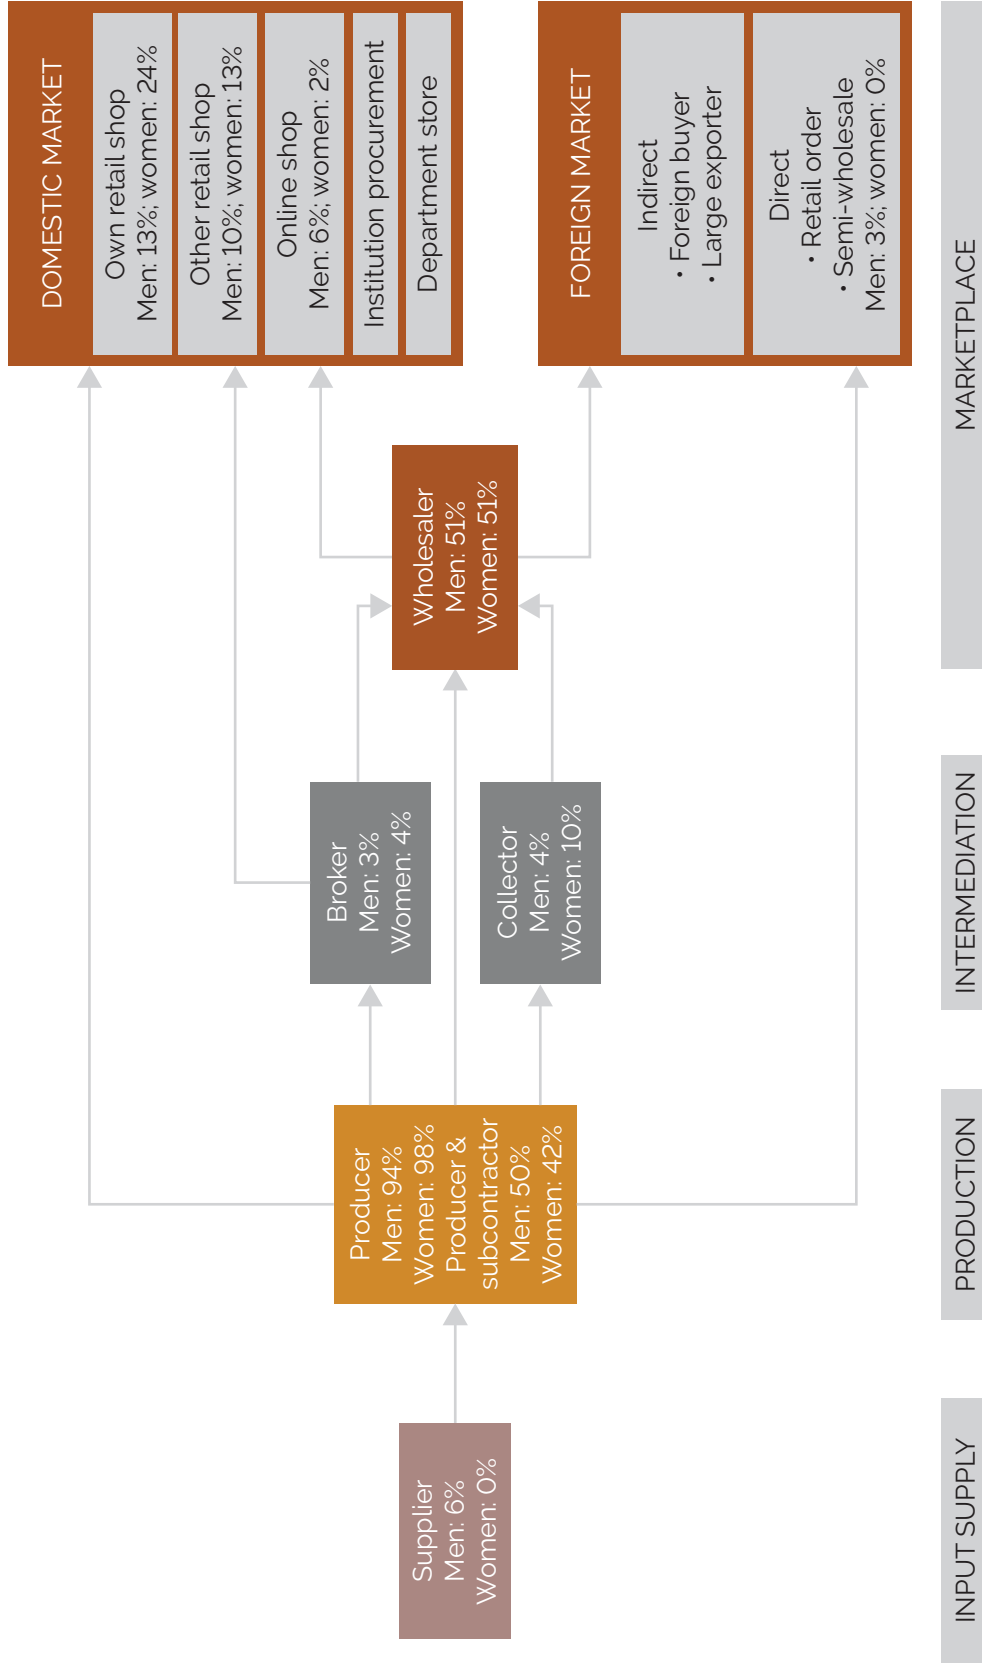 INPUT SUPPLY
PRODUCTION
INTERMEDIATION
MARKETPLACE
Supplier
Men: 6%
Women: 0%
Producer
Men: 94%
Women: 98%
Producer &
subcontractor
Men: 50%
Women: 42%
Broker
Men: 3%
Women: 4%
Collector
Men: 4%
Women: 10%
Wholesaler
Men: 51%
Women: 51%
DOMESTIC MARKET
Own retail shop
Men: 13%; women: 24%
Other retail shop
Men: 10%; women: 13%
Online shop
Men: 6%; women: 2%
Institution procurement
Department store
FOREIGN MARKET
Indirect
• Foreign buyer
• Large exporter
Direct
• Retail order
• Semi-wholesale
Men: 3%; women: 0%